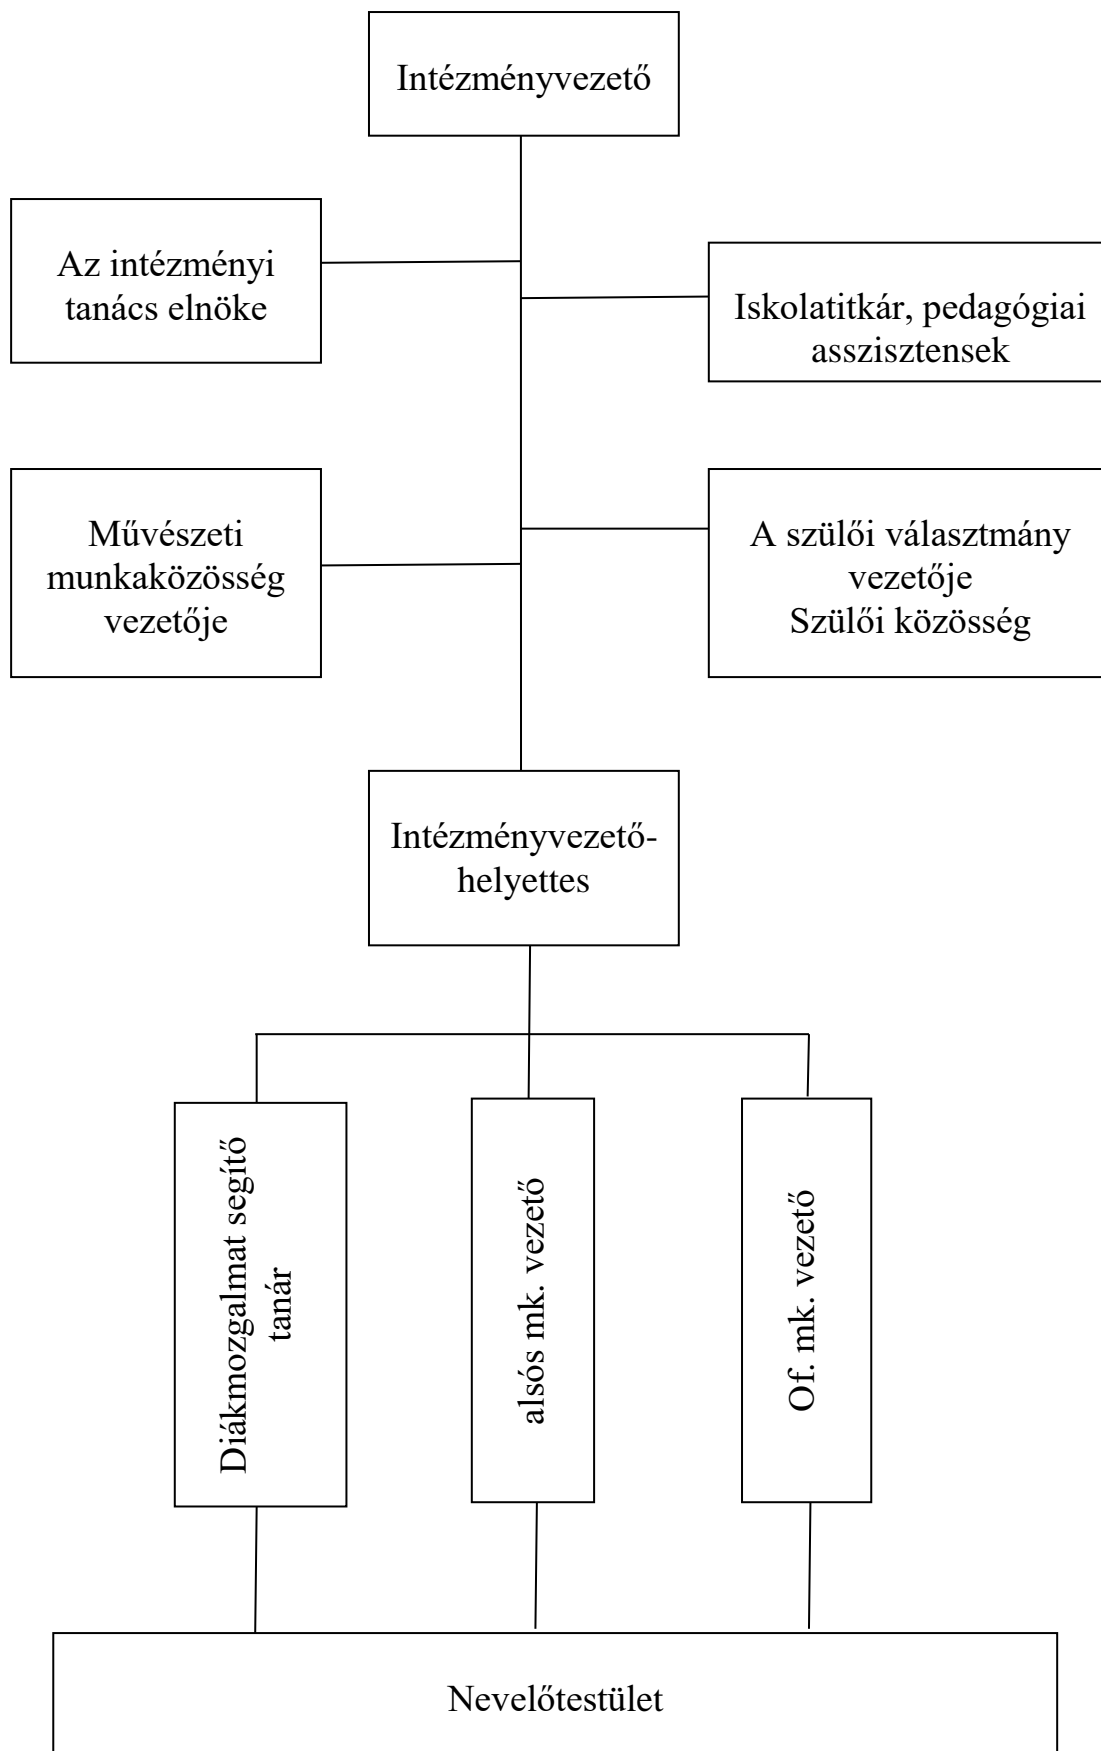 Intézményvezető
Az intézményi
tanács elnöke
Iskolatitkár, pedagógiai
asszisztensek
Művészeti
munkaközösség
vezetője
A szülői választmány
vezetője
Szülői közösség
Intézményvezető-
helyettes
Diákmozgalmat segítő
tanár
alsós mk. vezető
Of. mk. vezető
Nevelőtestület